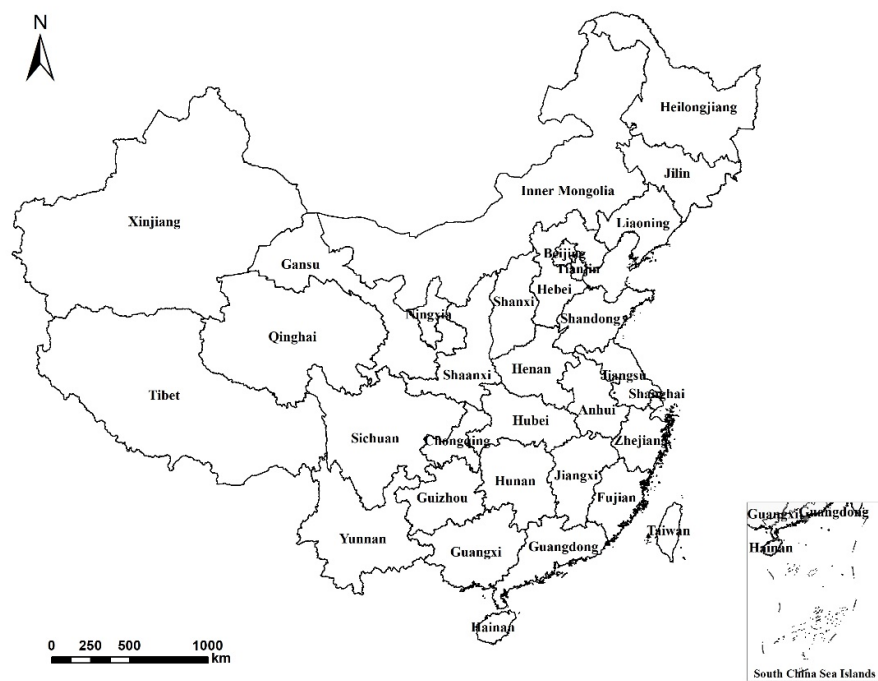 N
Heilongjiang
Jilin
Inner Mongolia
Liaoning
Xinjiang
Beijing
Gansu
Tianjin
Hebei
Ningxia
Shanxi
Shandong
Qinghai
Henan
Shaanxi
Jiangsu
Tibet
Shanghai
Anhui
Hubei
Sichuan
Chongqing
Zhejiang
Jiangxi
Hunan
Guizhou
Fujian
Taiwan
Yunnan
Guangxi
Guangdong
Hainan
Guangxi
Guangdong
Hainan
South China Sea Islands
0 250 500 1000
km